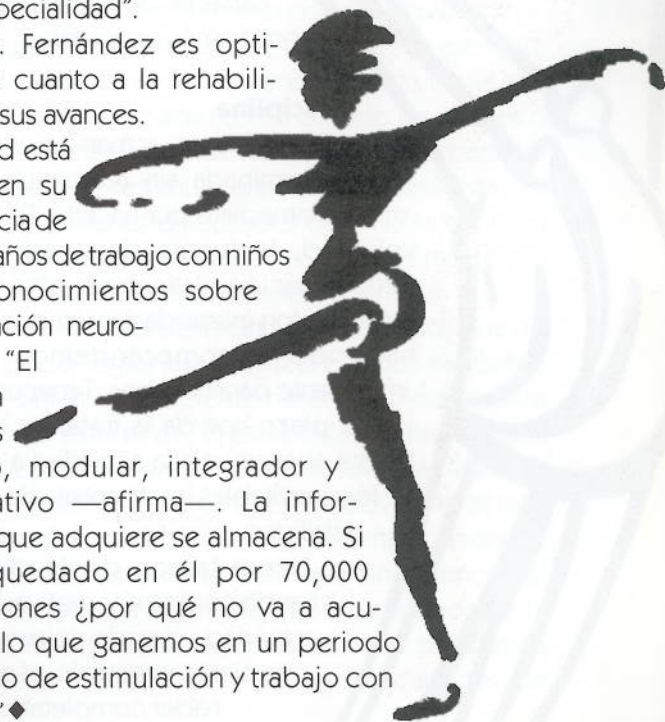 pecialidad".
. Fernández es opti-
cuanto a la rehabili-
sus avances.
d está
en su
cia de
años de trabajo con niños
onocimientos sobre
ación neuro-
"El
s
o, modular, integrador y
ativo —afirma—. La infor-
que adquiere se almacena. Si
quedado en él por 70,000
ones ¿por qué no va a acu-
lo que ganemos en un periodo
o de estimulación y trabajo con